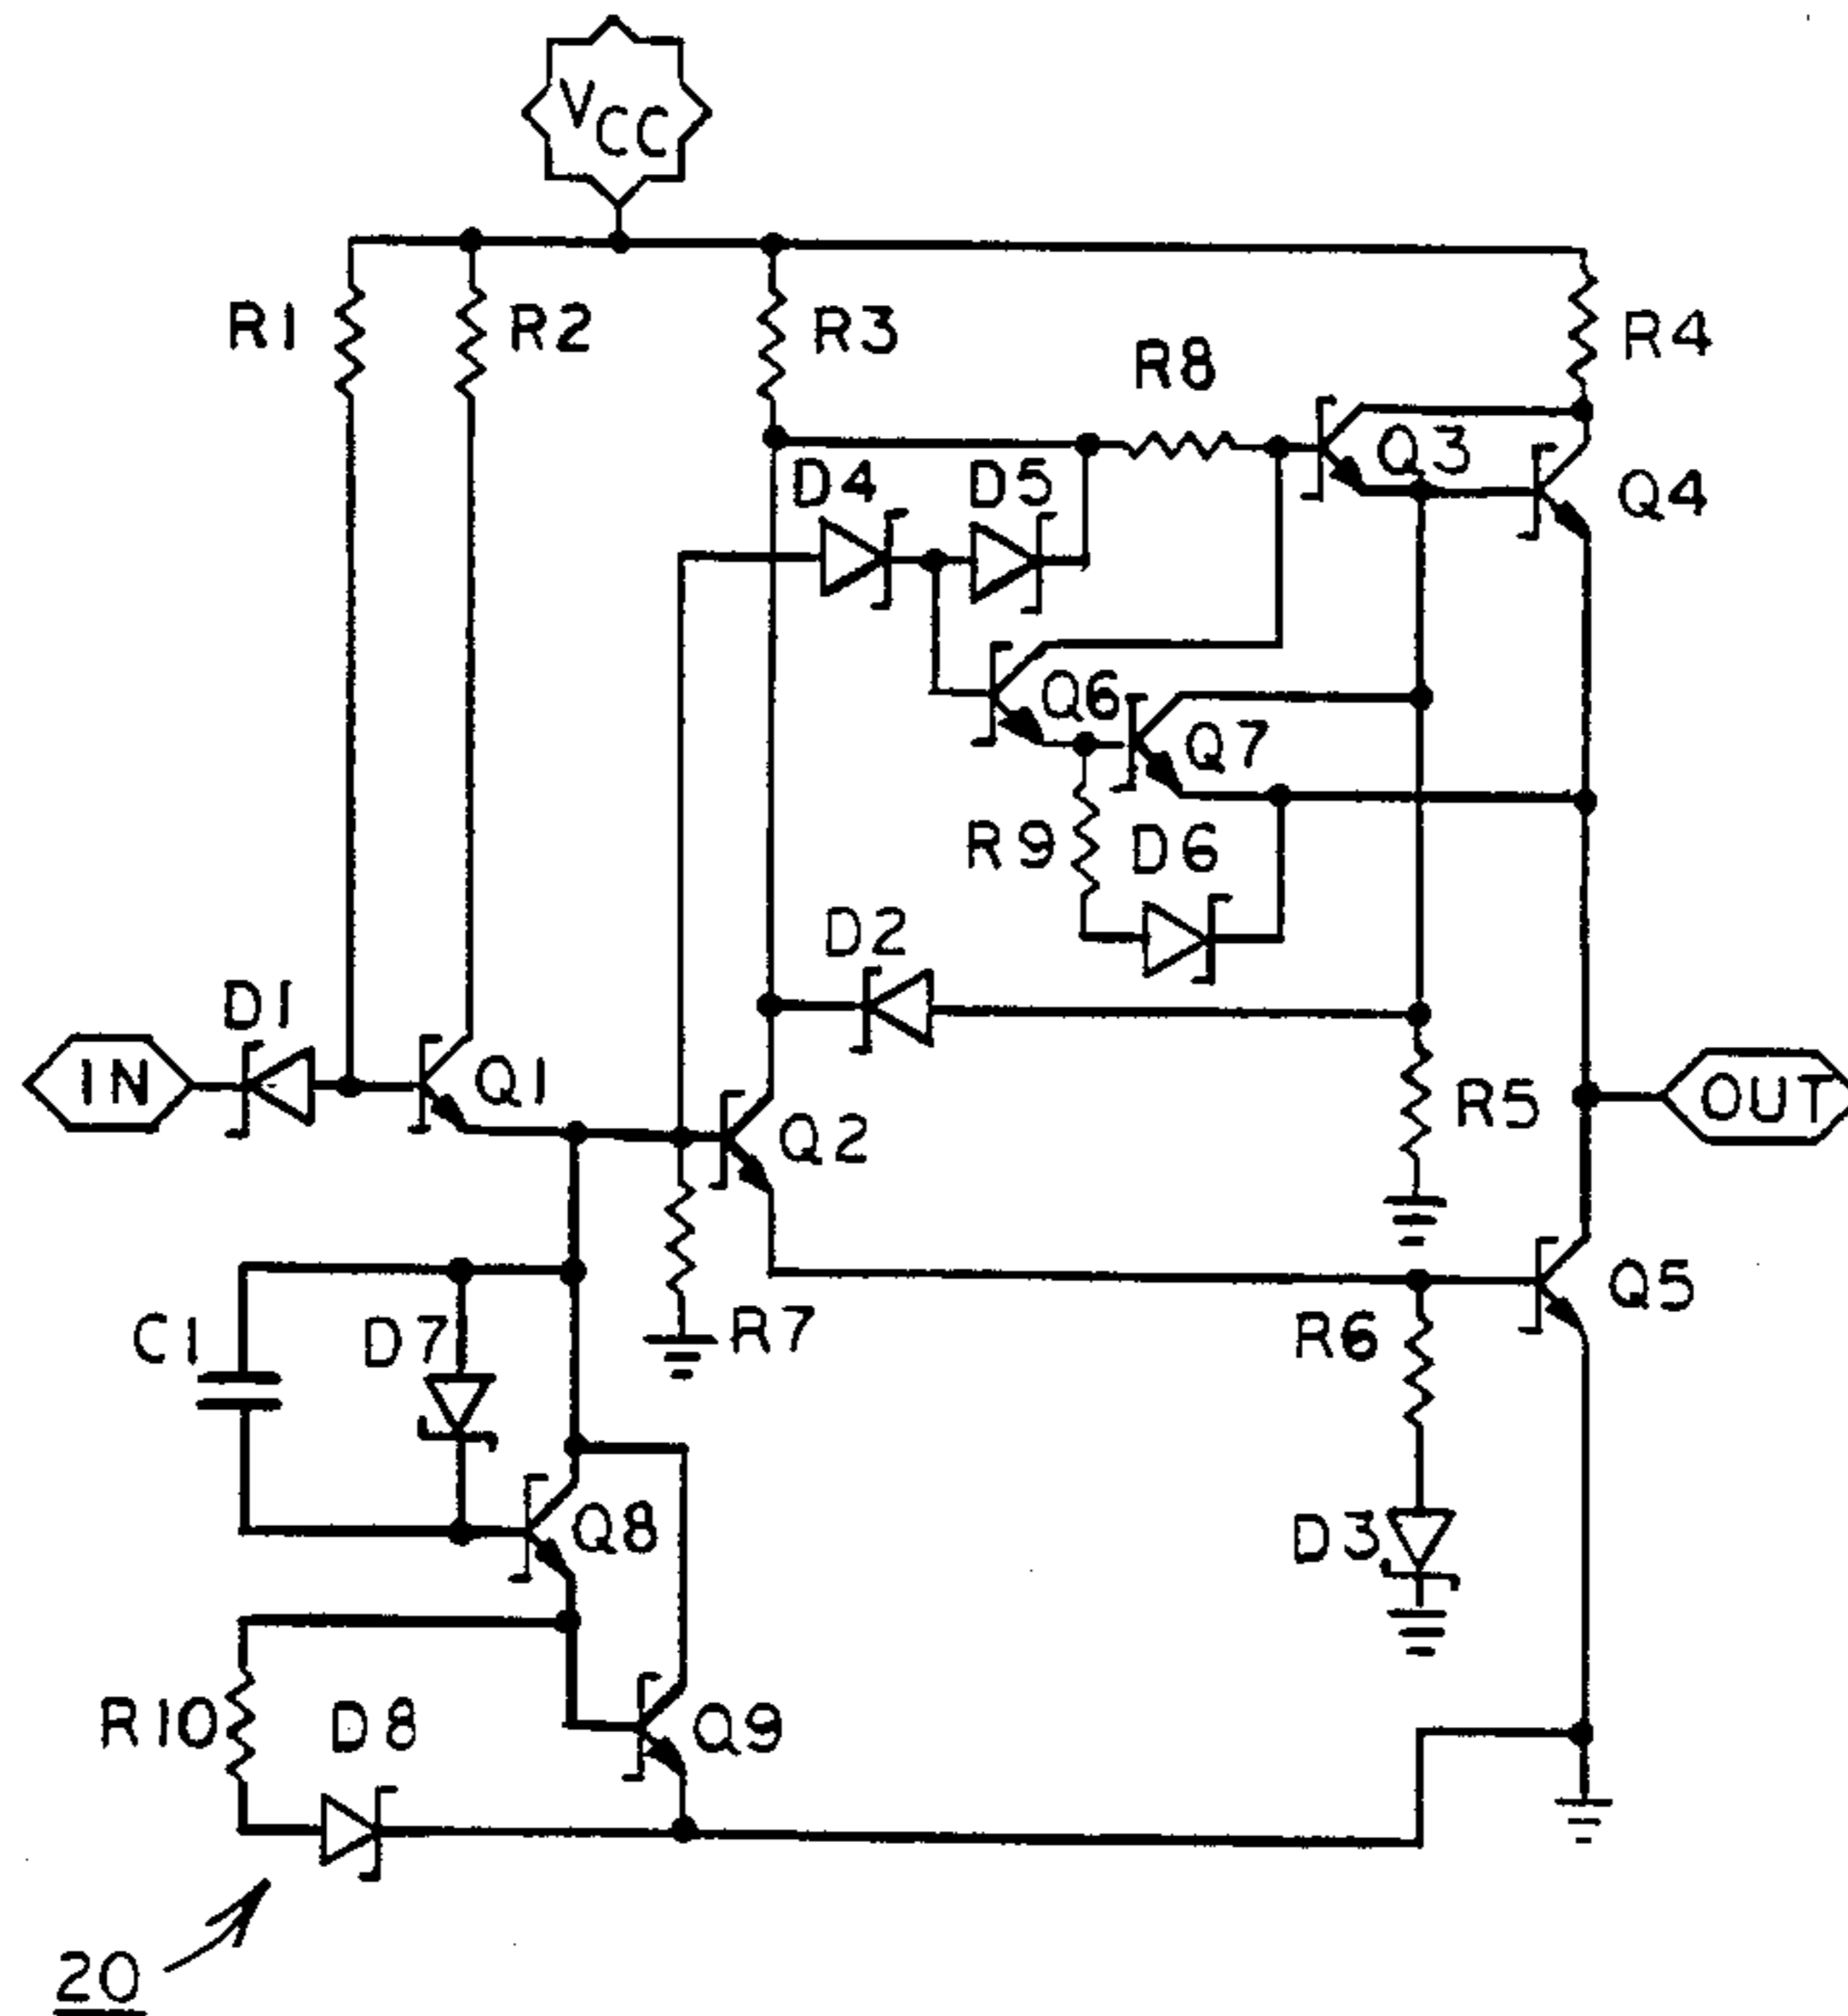 VCC
R1
R2
R3
R4
R8
Q3
D4
D5
Q4
Q6
Q7
R9
D6
D2
D1
IN
Q1
Q2
R5
OUT
Q5
C1
D7
R7
R6
Q8
D3
R10
D8
Q9
20